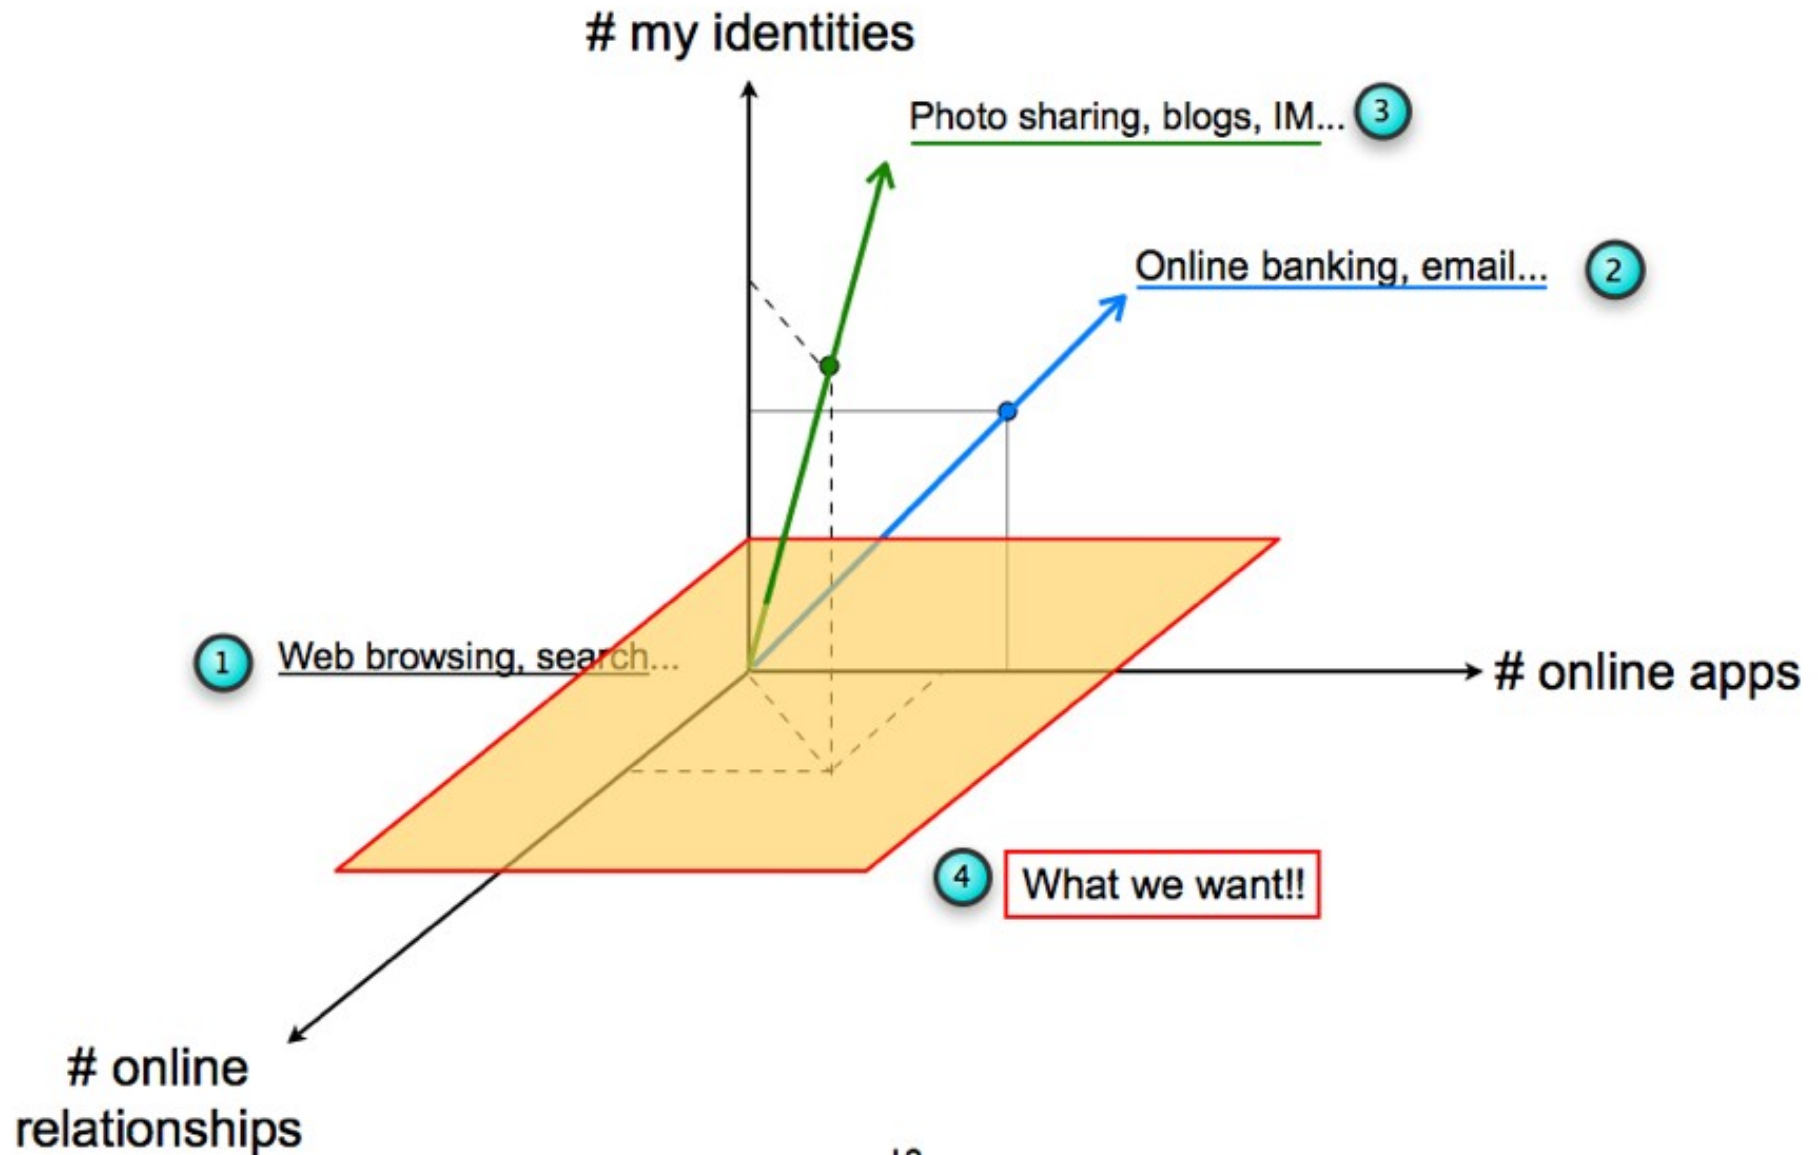 # my identities
Photo sharing, blogs, IM...
3
Online banking, email...
2
1
Web browsing, search...
# online apps
4
What we want!!
# online
relationships